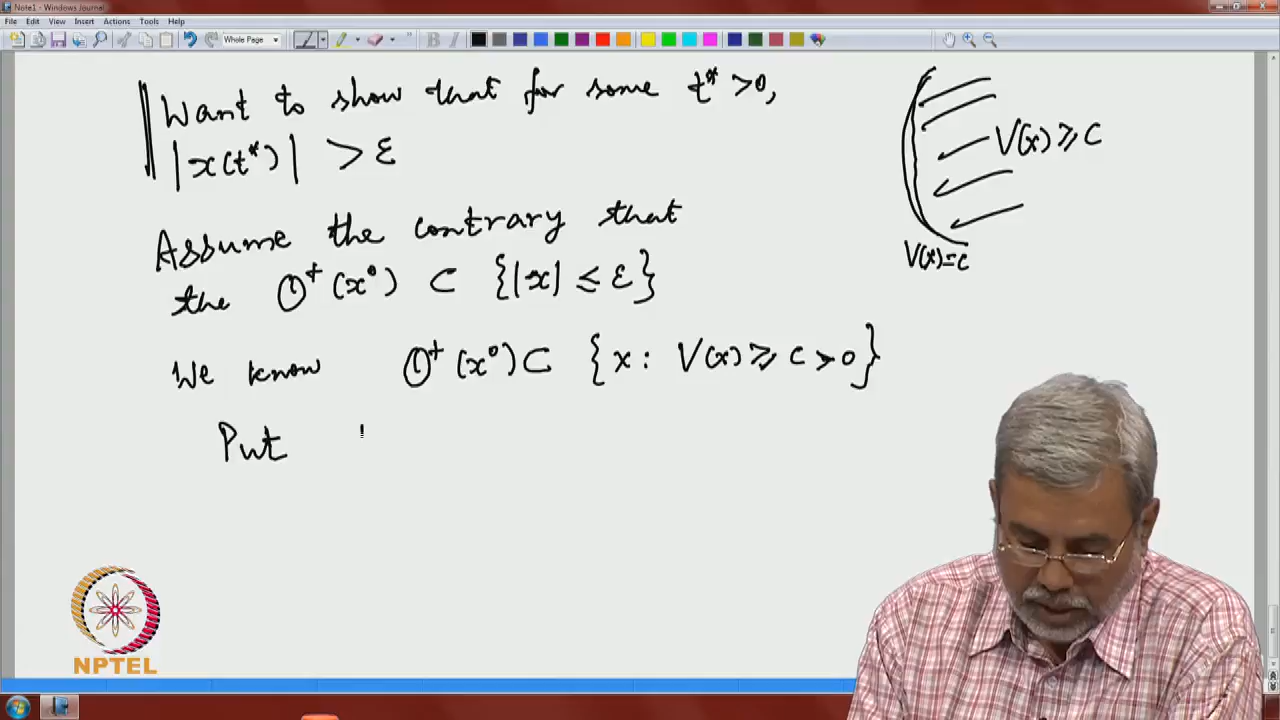 Note1 - Windows Journal
File Edit View Insert Actions Tools Help
Whole Page
Want to show that for some t* >0,
|x(t*)| > ε
V(x) ⩾ C
V(x)=c
Assume the contrary that
the O⁺(x⁰) ⊂ {|x| ≤ ε}
We know O⁺(x⁰) ⊂ {x : V(x) ⩾ C > 0}
Put
NPTEL